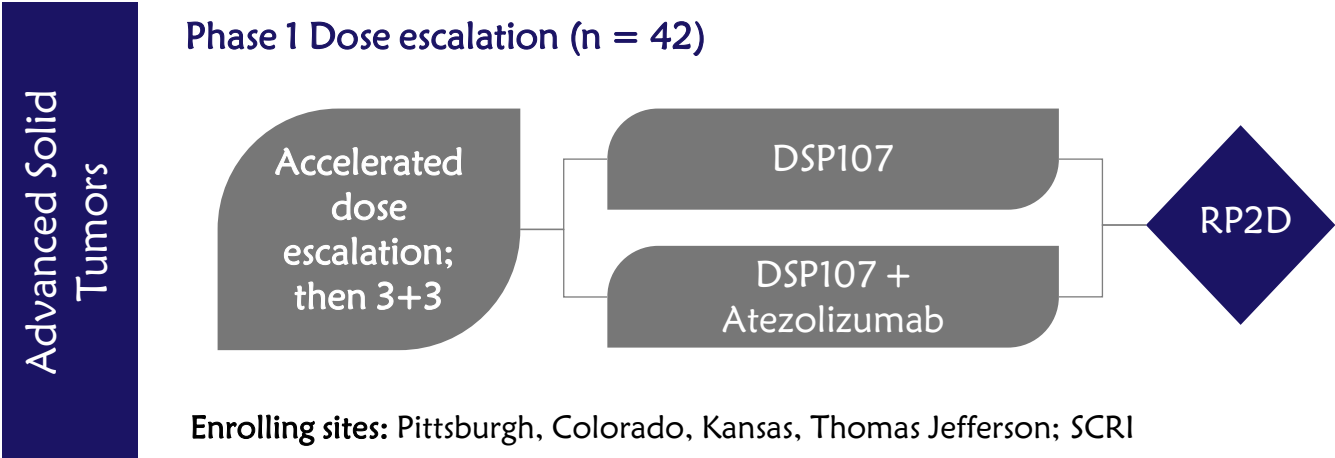 Advanced Solid
Tumors
Phase 1 Dose escalation (n = 42)
Accelerated
dose
escalation;
then 3+3
DSP107
DSP107 +
Atezolizumab
RP2D
Enrolling sites: Pittsburgh, Colorado, Kansas, Thomas Jefferson; SCRI